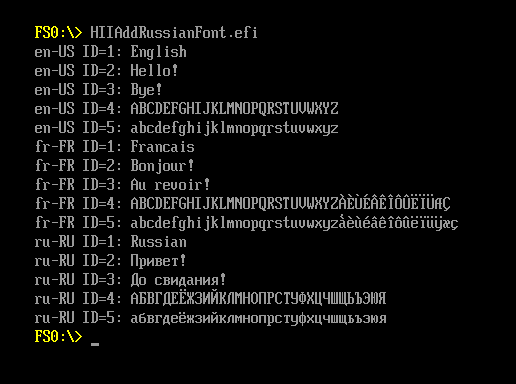 FS0:\> HIIAddRussianFont.efi
en-US ID=1: English
en-US ID=2: Hello!
en-US ID=3: Bye!
en-US ID=4: ABCDEFGHIJKLMNOPQRSTUVWXYZ
en-US ID=5: abcdefghijklmnopqrstuvwxyz
fr-FR ID=1: Francais
fr-FR ID=2: Bonjour!
fr-FR ID=3: Au revoir!
fr-FR ID=4: ABCDEFGHIJKLMNOPQRSTUVWXYZÀÈÙÉÂÊÎÔÛËÏÜÆÇ
fr-FR ID=5: abcdefghijklmnopqrstuvwxyzàèùéâêîôûëïüÿæç
ru-RU ID=1: Russian
ru-RU ID=2: Привет!
ru-RU ID=3: До свидания!
ru-RU ID=4: АБВГДЕЁЖЗИЙКЛМНОПРСТУФХЦЧШЩЬЪЭЮЯ
ru-RU ID=5: абвгдеёжзийклмнопрстуфхцчшщьъэюя
FS0:\> _